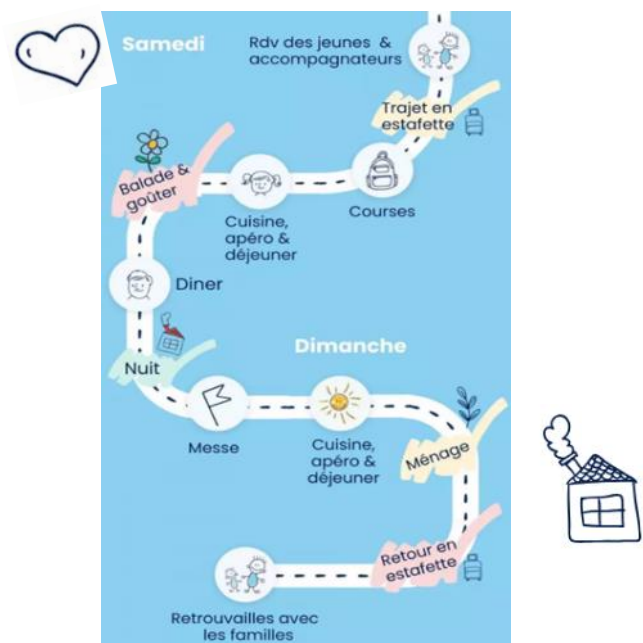 Samedi
Rdv des jeunes &
accompagnateurs
Trajet en
estafette
Courses
Cuisine,
apéro &
déjeuner
Balade &
goûter
Diner
Nuit
Dimanche
Messe
Cuisine,
apéro &
déjeuner
Ménage
Retour en
estafette
Retrouvailles avec
les familles